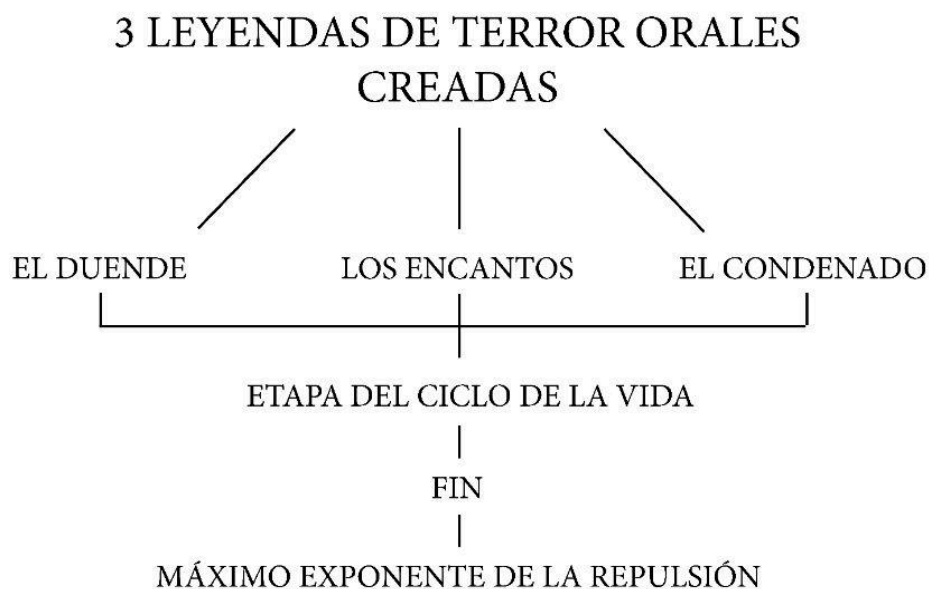 3 LEYENDAS DE TERROR ORALES
CREADAS
EL DUENDE
LOS ENCANTOS
EL CONDENADO
ETAPA DEL CICLO DE LA VIDA
FIN
MÁXIMO EXPONENTE DE LA REPULSIÓN